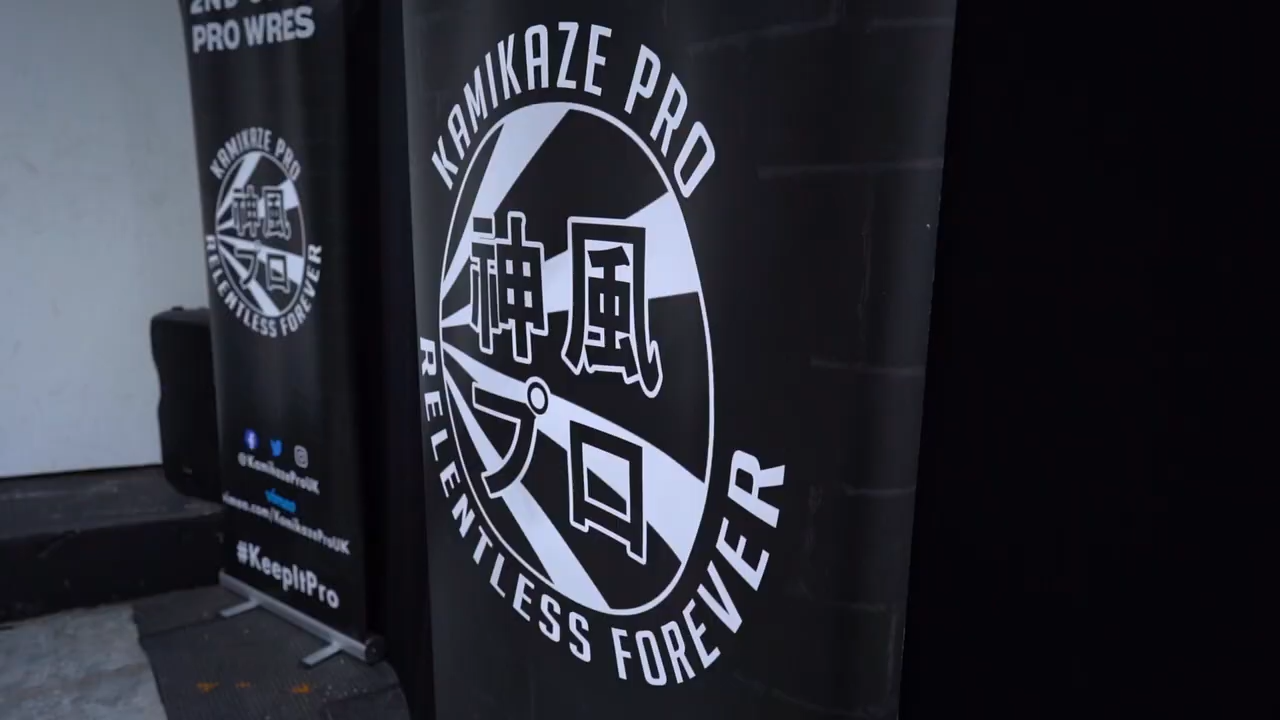 2ND
PRO WRES
KAMIKAZE PRO
神風
プロ
RELENTLESS FOREVER
@KamikazeProUK
vimeo
vimeo.com/KamikazeProUK
#KeepItPro
KAMIKAZE PRO
神風
プロ
RELENTLESS FOREVER